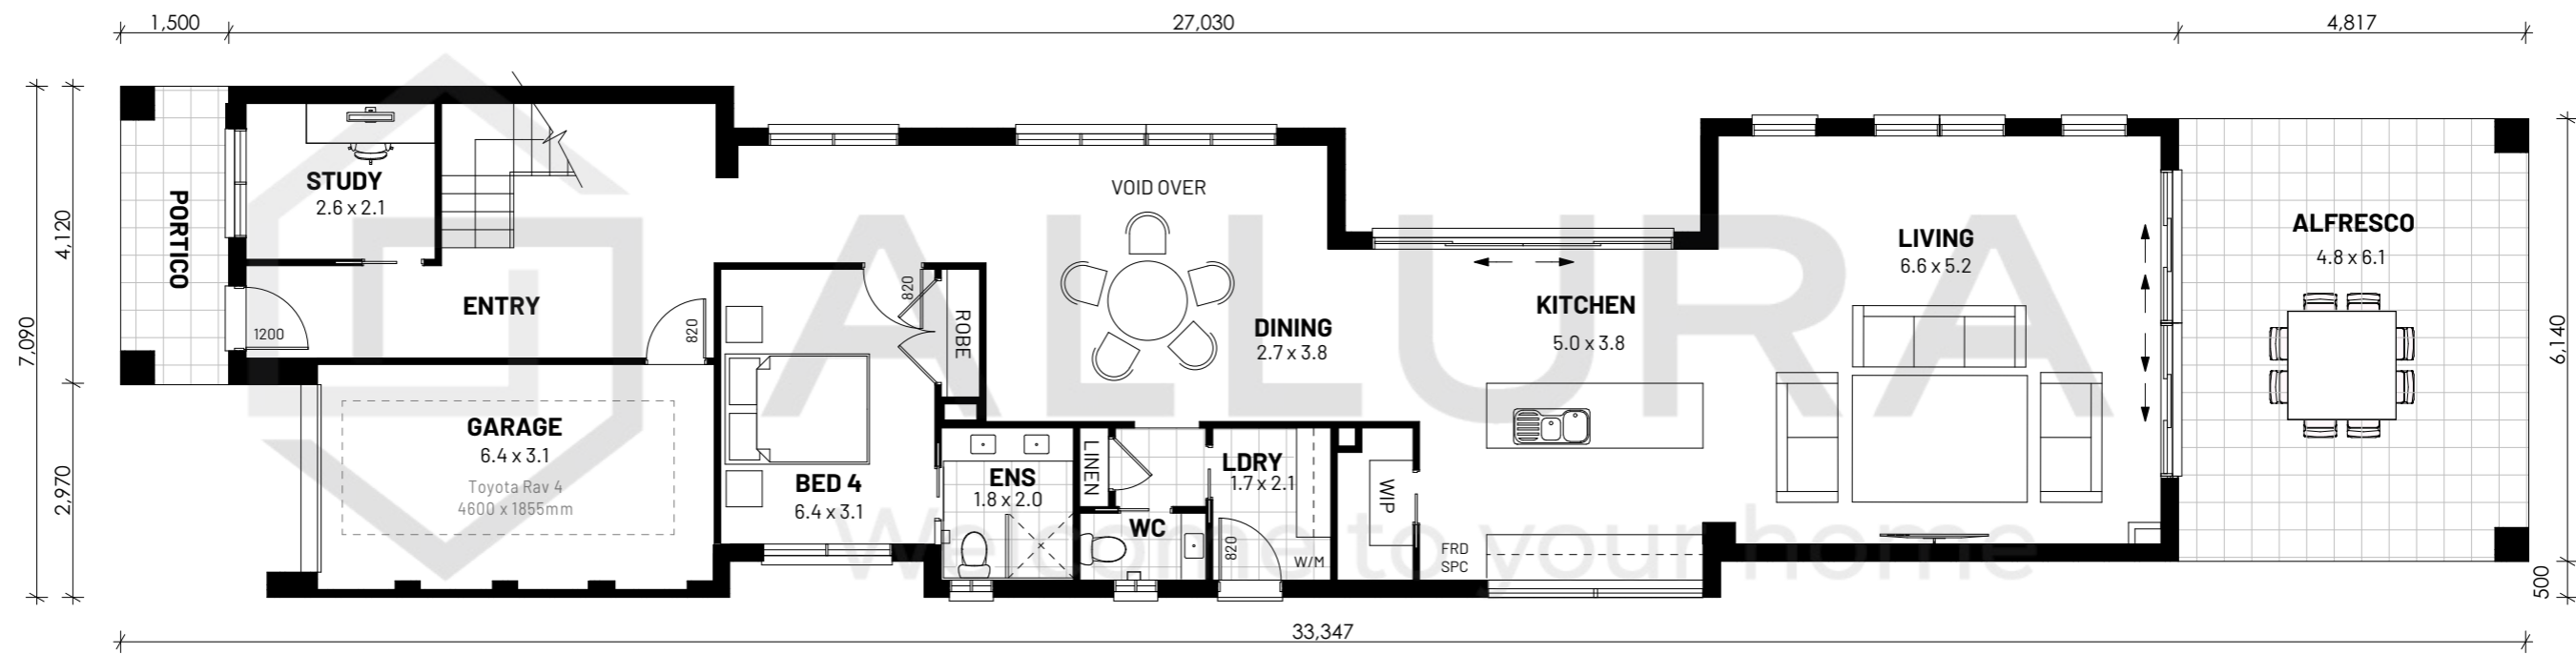 1,500
27,030
4,817
7,090
4,120
2,970
PORTICO
STUDY
2.6 x 2.1
ENTRY
1200
820
GARAGE
6.4 x 3.1
Toyota Rav 4
4600 x 1855mm
BED 4
6.4 x 3.1
820
ROBE
ENS
1.8 x 2.0
LINEN
WC
LDRY
1.7 x 2.1
820
W/M
VOID OVER
DINING
2.7 x 3.8
WIP
KITCHEN
5.0 x 3.8
FRD
SPC
LIVING
6.6 x 5.2
ALFRESCO
4.8 x 6.1
6,140
500
33,347
ALLURA
Welcome to your home